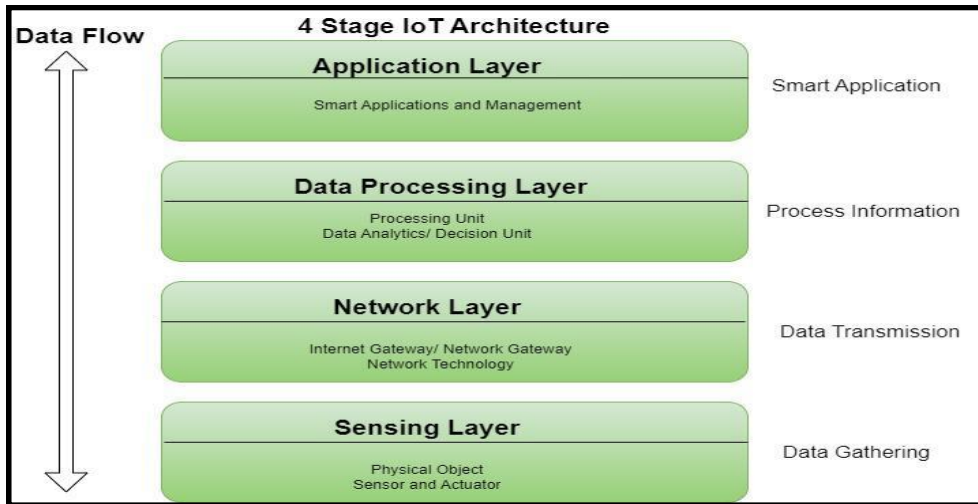 4 Stage IoT Architecture
Data Flow
Application Layer
Smart Applications and Management
Smart Application
Data Processing Layer
Processing Unit
Data Analytics/ Decision Unit
Process Information
Network Layer
Internet Gateway/ Network Gateway
Network Technology
Data Transmission
Sensing Layer
Physical Object
Sensor and Actuator
Data Gathering